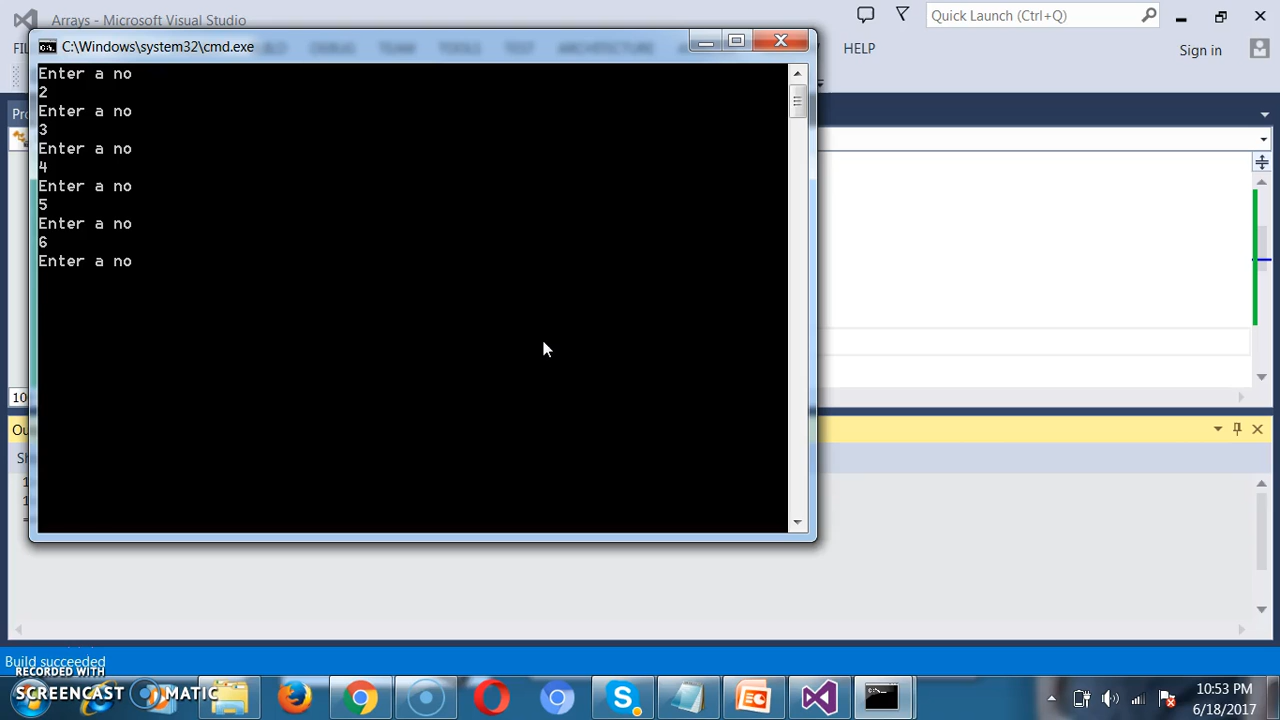 Arrays - Microsoft Visual Studio
Quick Launch (Ctrl+Q)
C:\Windows\system32\cmd.exe
HELP
Sign in
Enter a no
2
Enter a no
3
Enter a no
4
Enter a no
5
Enter a no
6
Enter a no
Build succeeded
RECORDED WITH
SCREENCAST MATIC
10:53 PM
6/18/2017